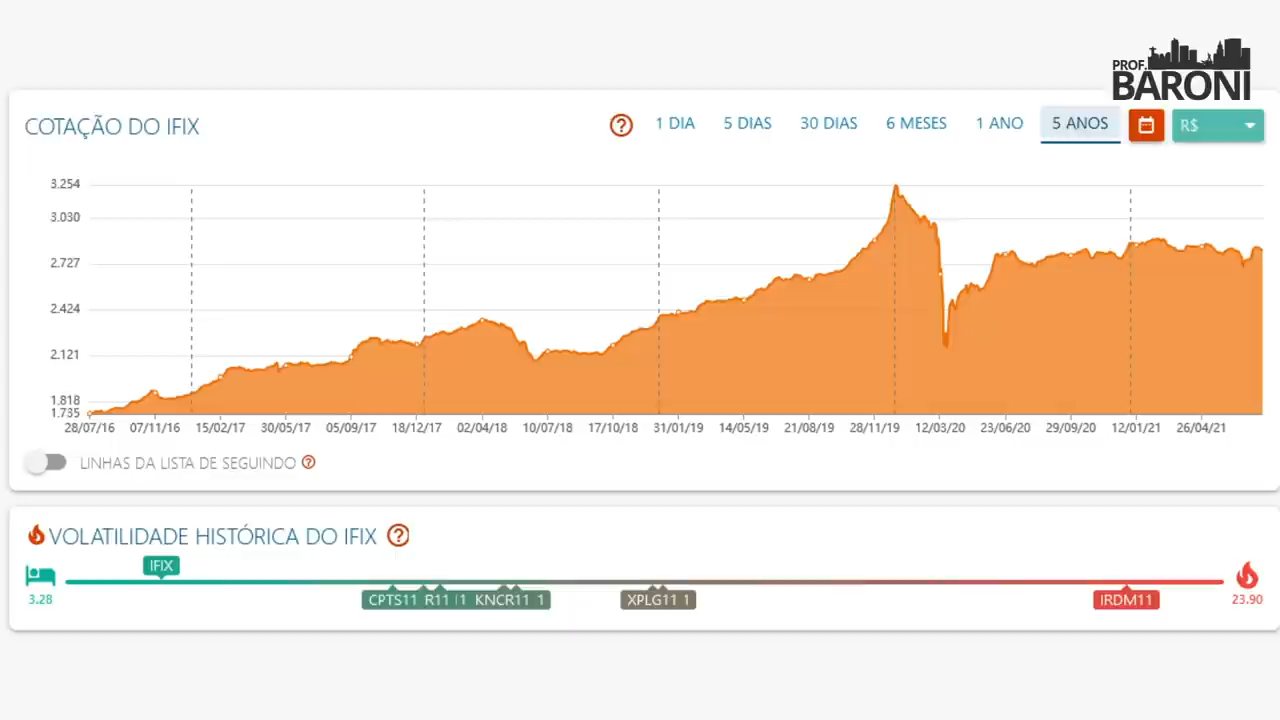 PROF.
BARONI
COTAÇÃO DO IFIX
? 1 DIA 5 DIAS 30 DIAS 6 MESES 1 ANO 5 ANOS R$
3.254
3.030
2.727
2.424
2.121
1.818
1.735
28/07/16 07/11/16 15/02/17 30/05/17 05/09/17 18/12/17 02/04/18 10/07/18 17/10/18 31/01/19 14/05/19 21/08/19 28/11/19 12/03/20 23/06/20 29/09/20 12/01/21 26/04/21
LINHAS DA LISTA DE SEGUINDO ?
VOLATILIDADE HISTÓRICA DO IFIX ?
IFIX
3.28 CPTS11 R11 1 KNCR11 1 XPLG11 1 IRDM11 23.90